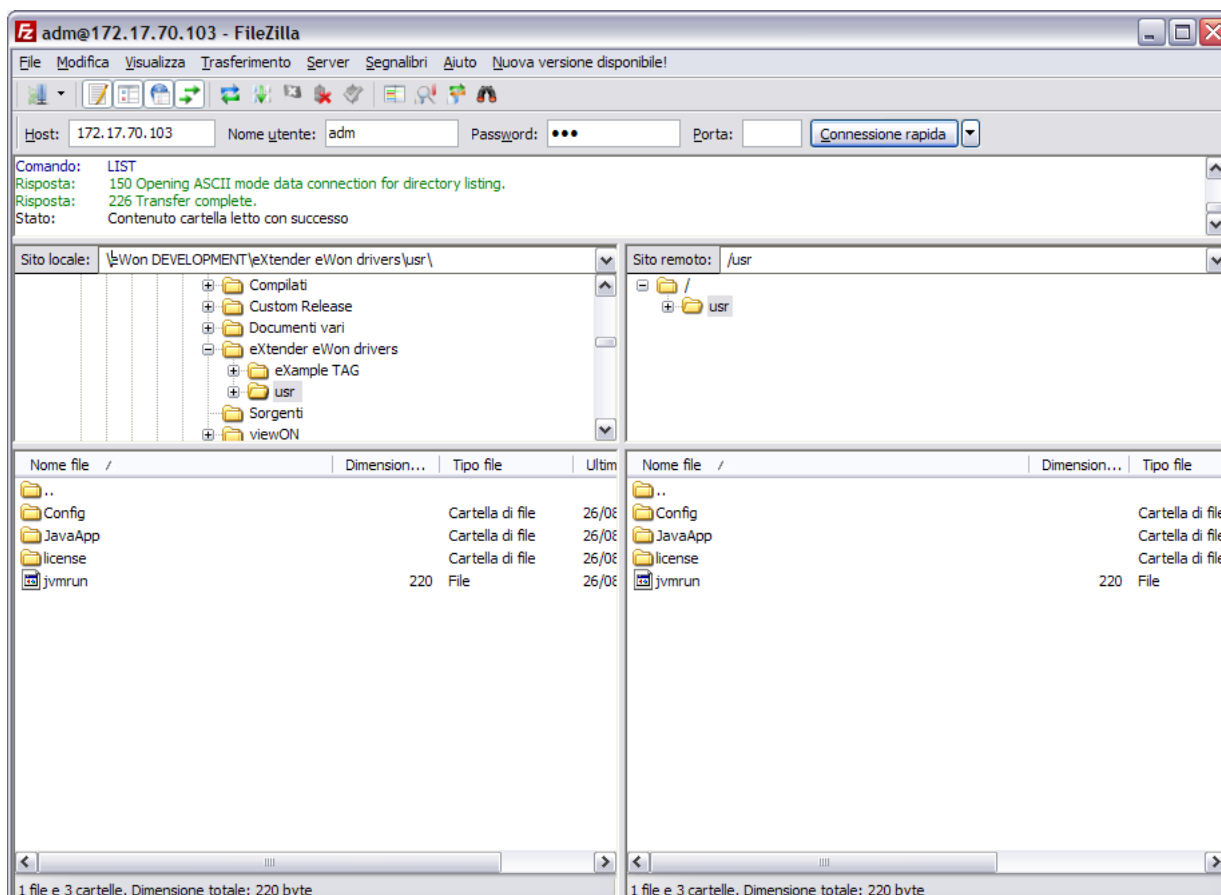 adm@172.17.70.103 - FileZilla
File Modifica Visualizza Trasferimento Server Segnalibri Aiuto Nuova versione disponibile!
Host: 172.17.70.103 Nome utente: adm Password: ●●● Porta: Connessione rapida
Comando: LIST
Risposta: 150 Opening ASCII mode data connection for directory listing.
Risposta: 226 Transfer complete.
Stato: Contenuto cartella letto con successo
Sito locale: \eWon DEVELOPMENT\eXtender eWon drivers\usr\
Compilati
Custom Release
Documenti vari
eXtender eWon drivers
eXample TAG
usr
Sorgenti
viewON
Sito remoto: /usr
/
usr
Nome file / Dimension... Tipo file Ultim
..
Config Cartella di file 26/08
JavaApp Cartella di file 26/08
license Cartella di file 26/08
jvmrun 220 File 26/08
1 file e 3 cartelle. Dimensione totale: 220 byte
Nome file / Dimension... Tipo file
..
Config Cartella di file
JavaApp Cartella di file
license Cartella di file
jvmrun 220 File
1 file e 3 cartelle. Dimensione totale: 220 byte